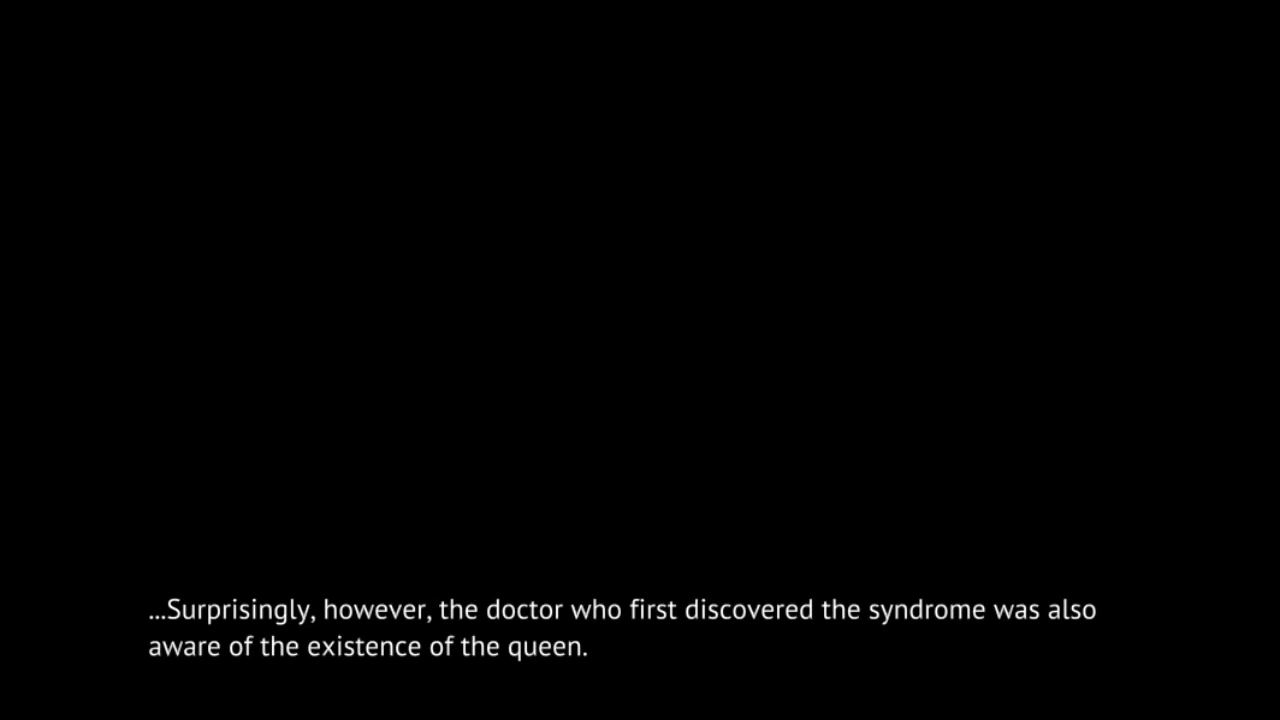 ...Surprisingly, however, the doctor who first discovered the syndrome was also
aware of the existence of the queen.